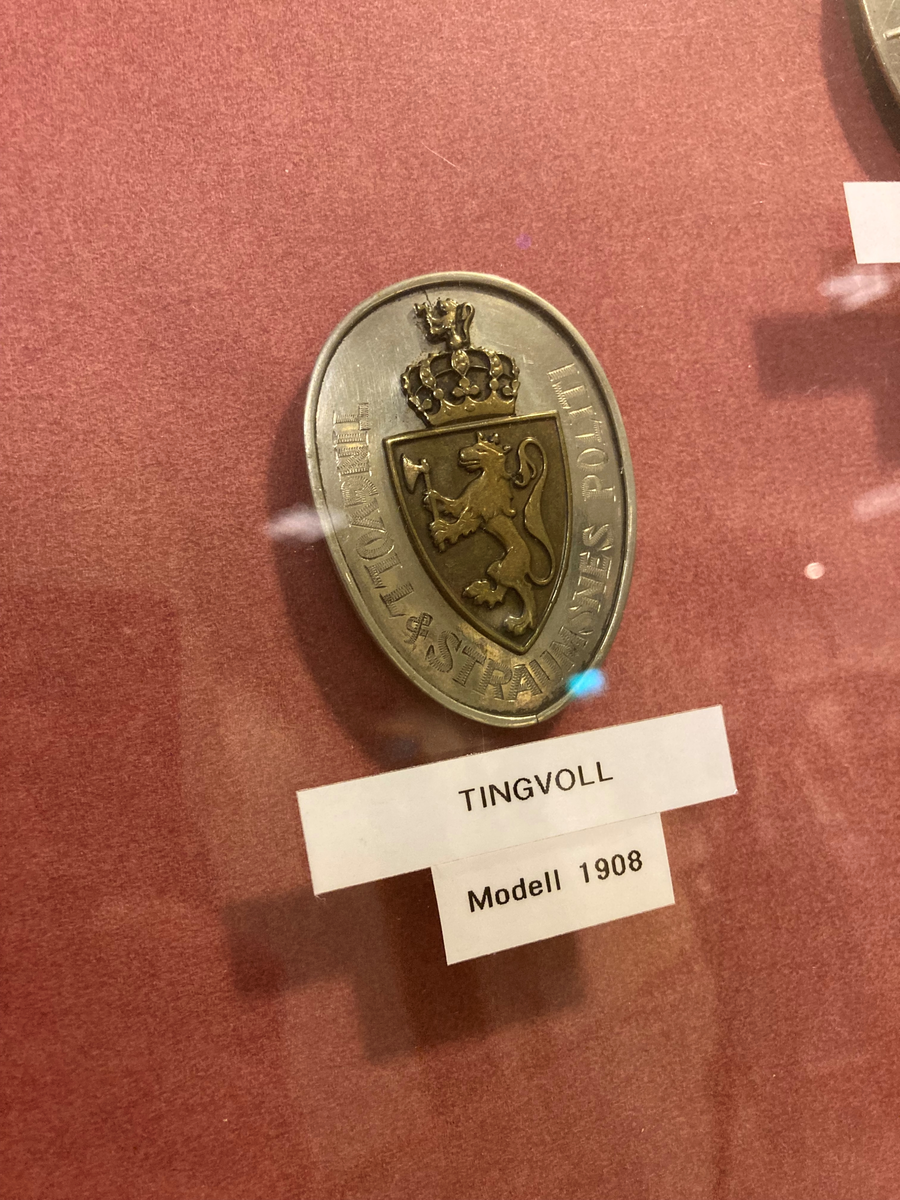 TINGVOLL & STRAUMSNES POLITI
TINGVOLL
Modell 1908